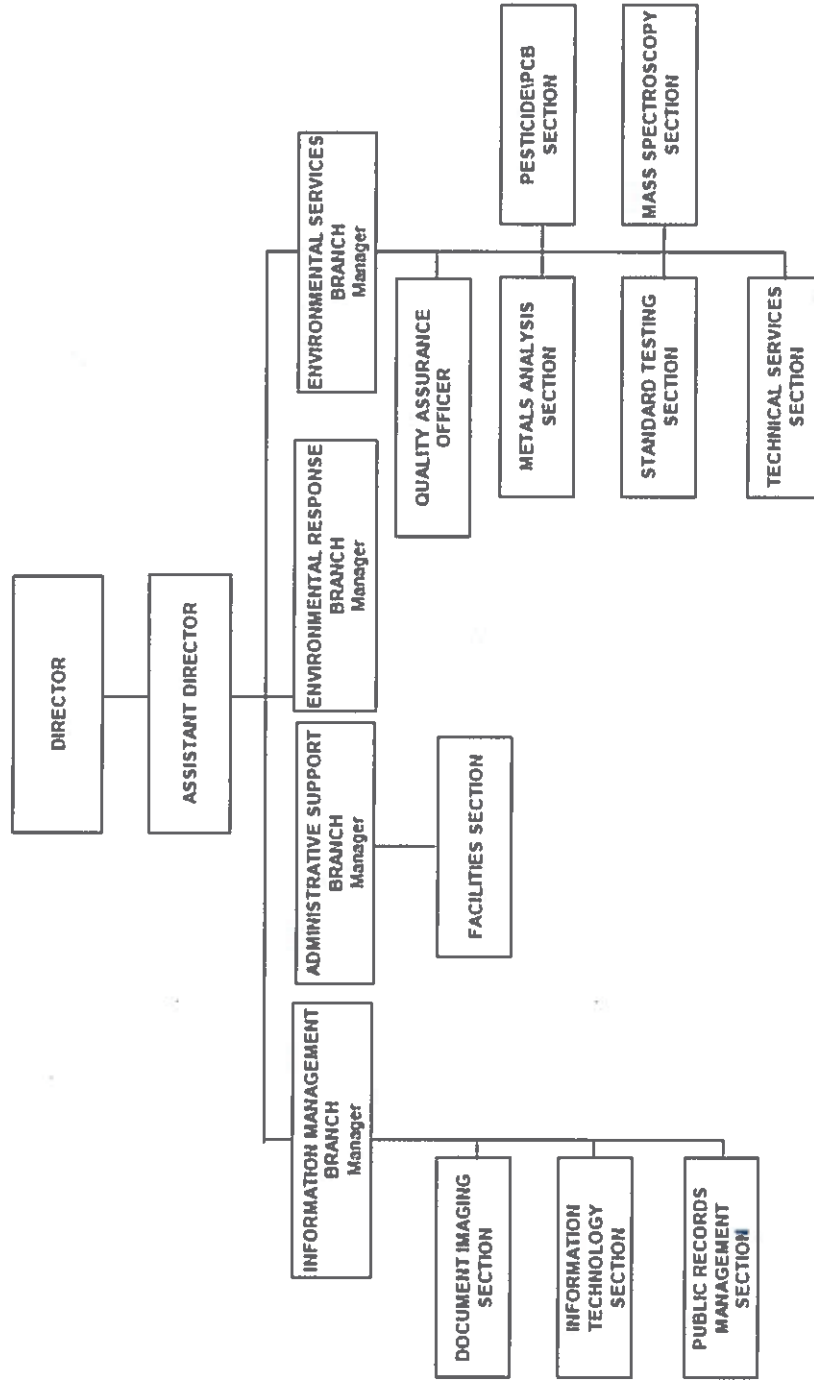 DIRECTOR
ASSISTANT DIRECTOR
INFORMATION MANAGEMENT
BRANCH
Manager
ADMINISTRATIVE SUPPORT
BRANCH
Manager
ENVIRONMENTAL RESPONSE
BRANCH
Manager
ENVIRONMENTAL SERVICES
BRANCH
Manager
DOCUMENT IMAGING
SECTION
INFORMATION
TECHNOLOGY
SECTION
PUBLIC RECORDS
MANAGEMENT
SECTION
FACILITIES SECTION
QUALITY ASSURANCE
OFFICER
METALS ANALYSIS
SECTION
PESTICIDE\PCB
SECTION
STANDARD TESTING
SECTION
MASS SPECTROSCOPY
SECTION
TECHNICAL SERVICES
SECTION